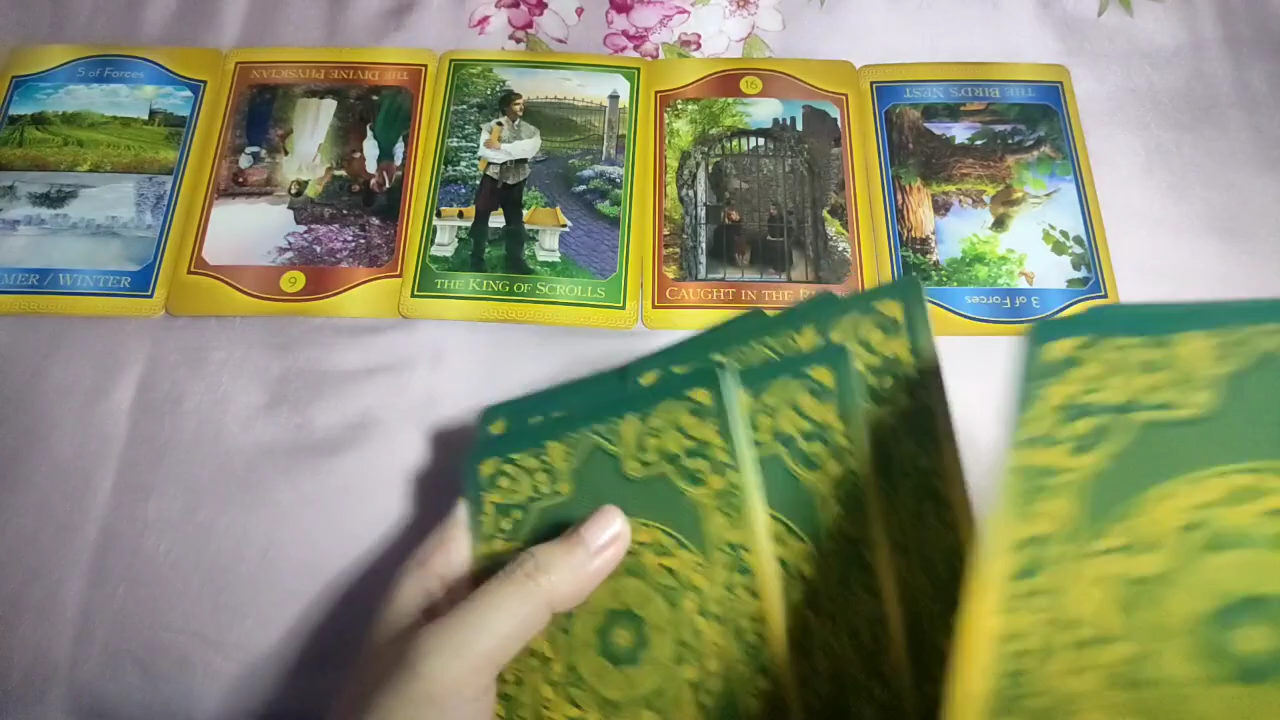 5 of Forces
MER / WINTER
THE DIVINE PHYSICIAN
9
THE KING OF SCROLLS
16
CAUGHT IN THE
THE BIRD'S NEST
3 of Forces